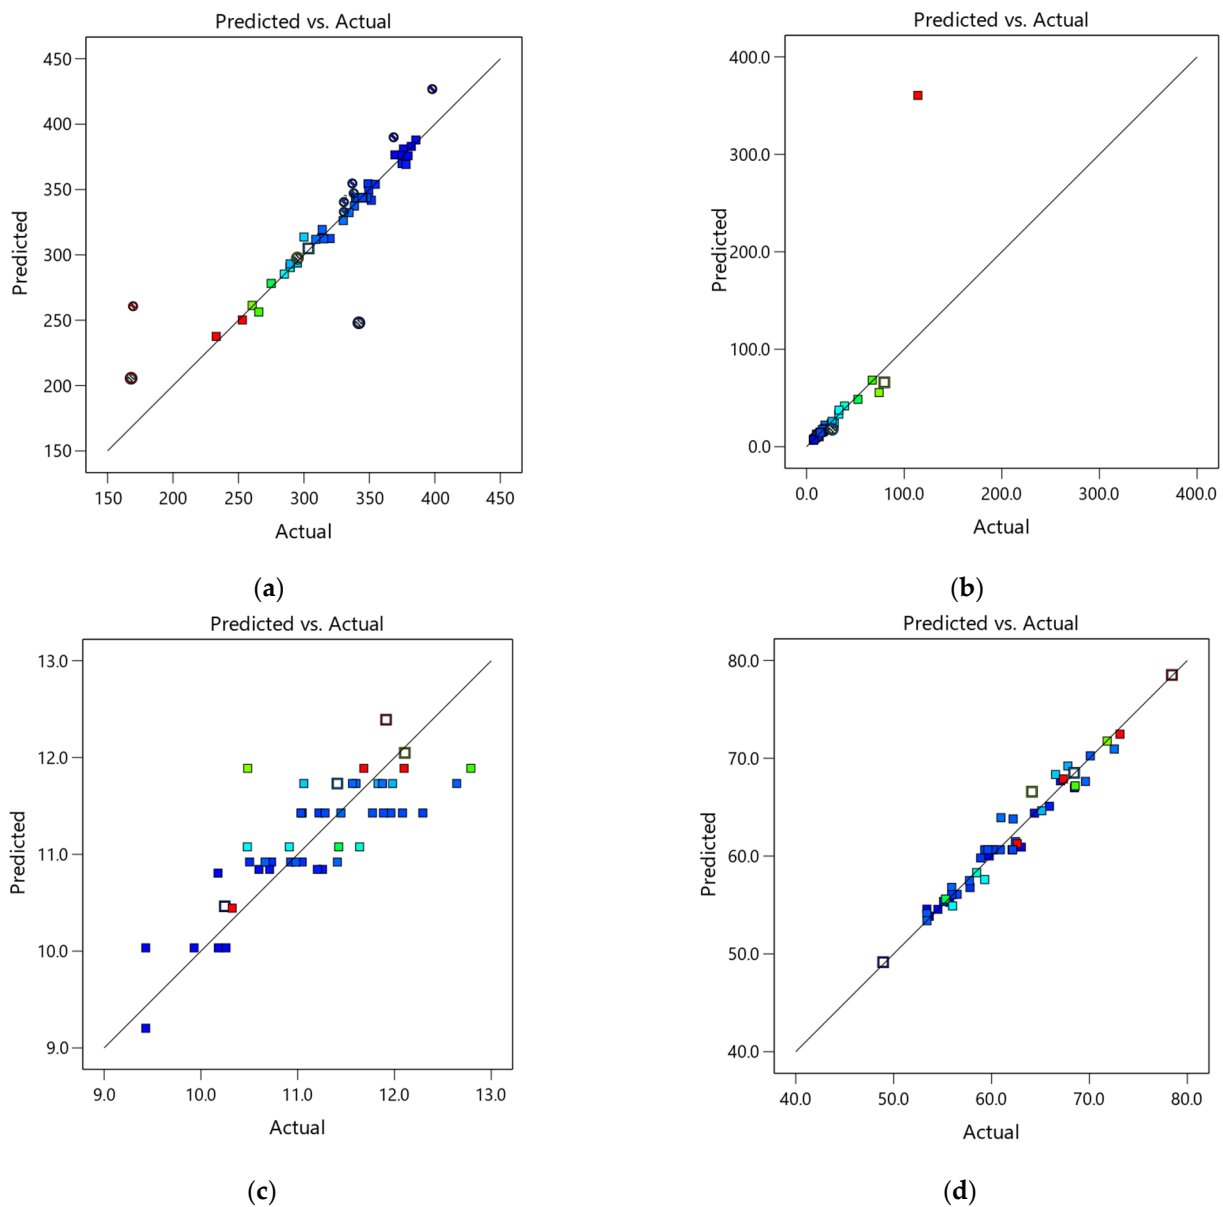 Predicted vs. Actual
450
400
350
300
250
200
150
Predicted
150 200 250 300 350 400 450
Actual
(a)
Predicted vs. Actual
400.0
300.0
200.0
100.0
0.0
Predicted
0.0 100.0 200.0 300.0 400.0
Actual
(b)
Predicted vs. Actual
13.0
12.0
11.0
10.0
9.0
Predicted
9.0 10.0 11.0 12.0 13.0
Actual
(c)
Predicted vs. Actual
80.0
70.0
60.0
50.0
40.0
Predicted
40.0 50.0 60.0 70.0 80.0
Actual
(d)